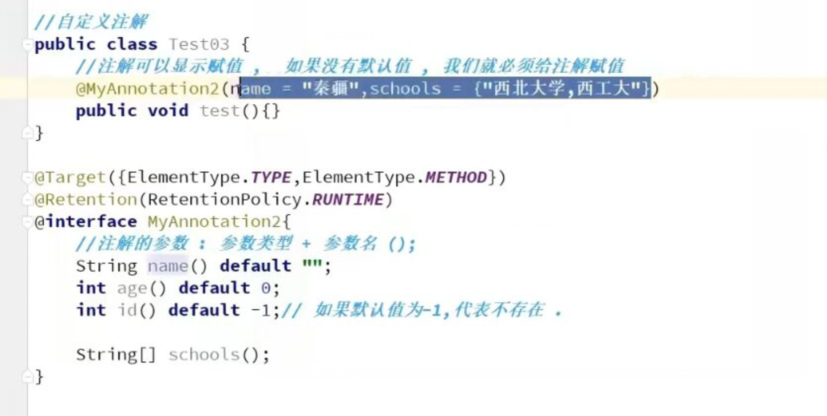 //自定义注解
public class Test03 {
//注解可以显示赋值 ， 如果没有默认值 ，我们就必须给注解赋值
@MyAnnotation2(name = "秦疆",schools = {"西北大学,西工大"})
public void test(){}
}
@Target({ElementType.TYPE,ElementType.METHOD})
@Retention(RetentionPolicy.RUNTIME)
@interface MyAnnotation2{
//注解的参数 : 参数类型 + 参数名 ();
String name() default "";
int age() default 0;
int id() default -1;// 如果默认值为-1,代表不存在 .
String[] schools();
}